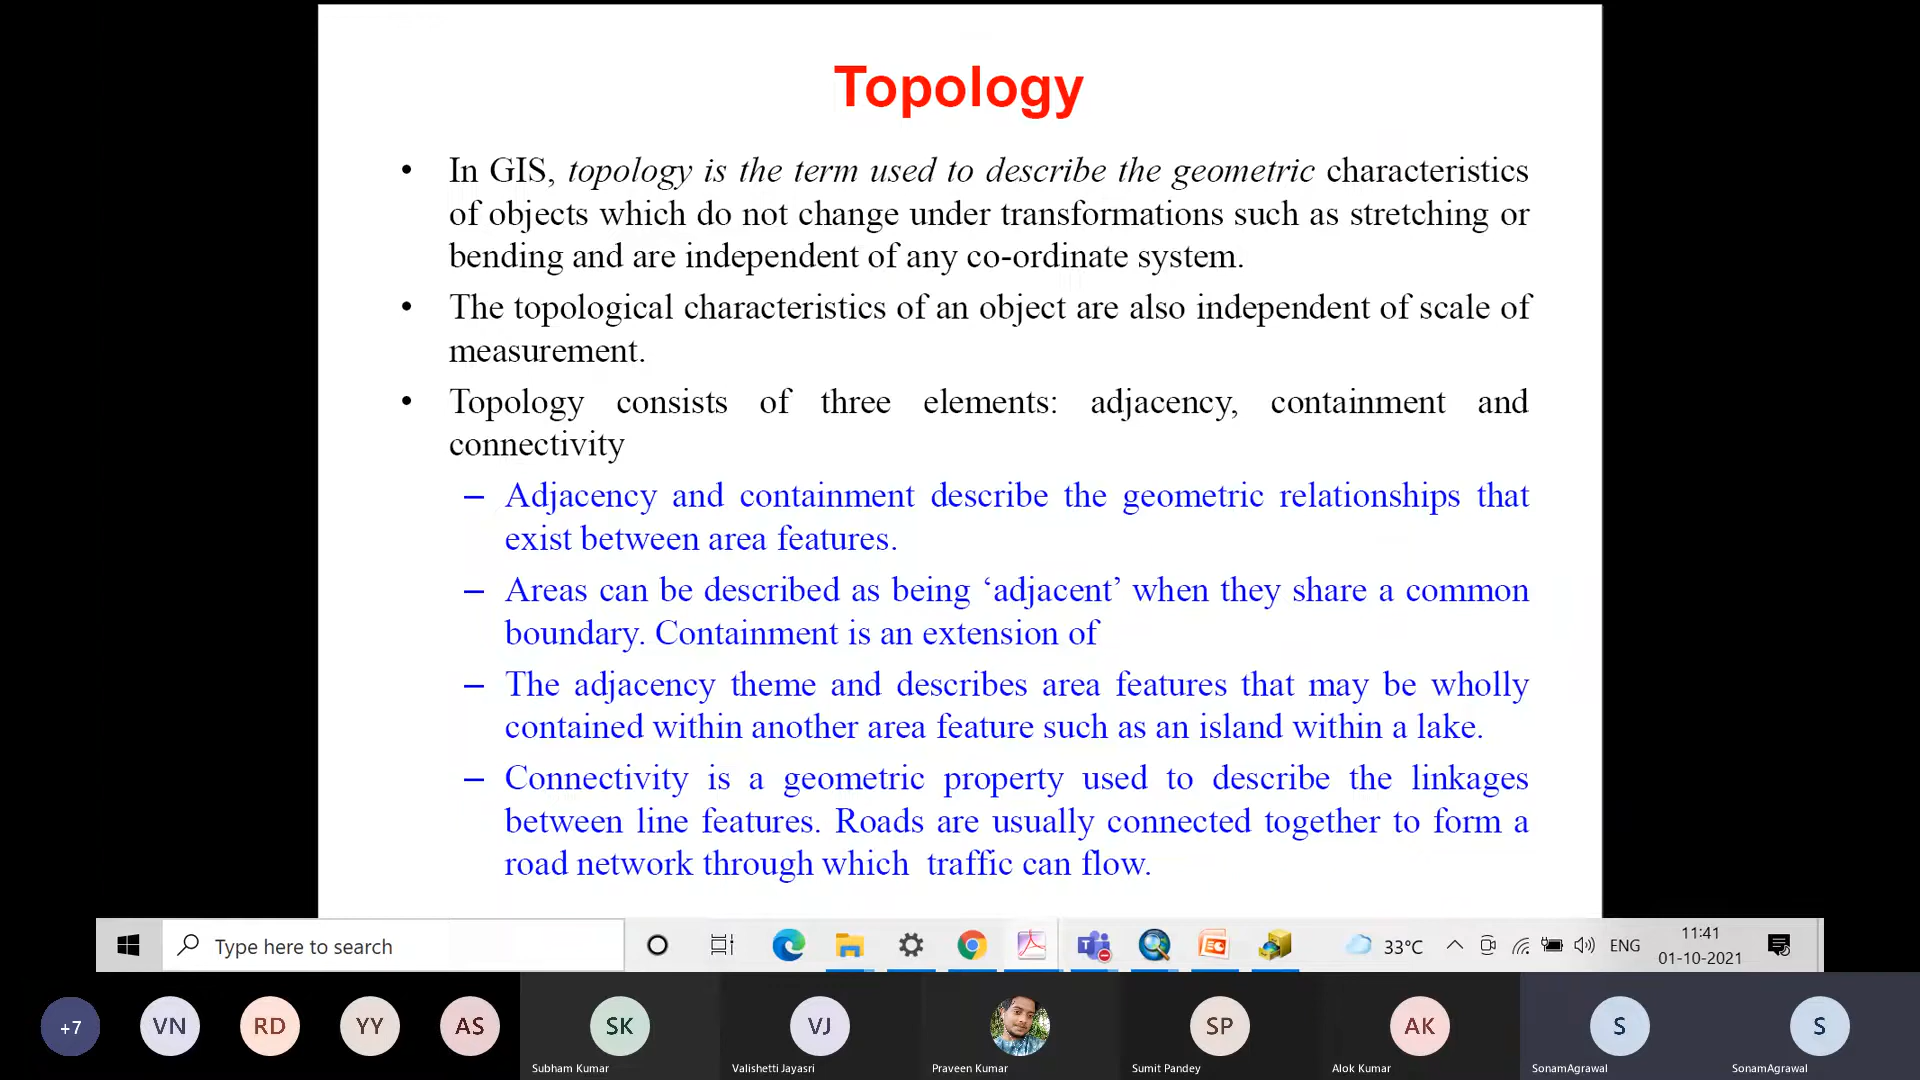 Topology
• In GIS, topology is the term used to describe the geometric characteristics
of objects which do not change under transformations such as stretching or
bending and are independent of any co-ordinate system.
• The topological characteristics of an object are also independent of scale of
measurement.
• Topology consists of three elements: adjacency, containment and
connectivity
– Adjacency and containment describe the geometric relationships that
exist between area features.
– Areas can be described as being ‘adjacent’ when they share a common
boundary. Containment is an extension of
– The adjacency theme and describes area features that may be wholly
contained within another area feature such as an island within a lake.
– Connectivity is a geometric property used to describe the linkages
between line features. Roads are usually connected together to form a
road network through which traffic can flow.
Type here to search
33°C
ENG
11:41
01-10-2021
+7
VN
RD
YY
AS
SK
VJ
SP
AK
S
S
Subham Kumar
Valishetti Jayasri
Praveen Kumar
Sumit Pandey
Alok Kumar
SonamAgrawal
SonamAgrawal